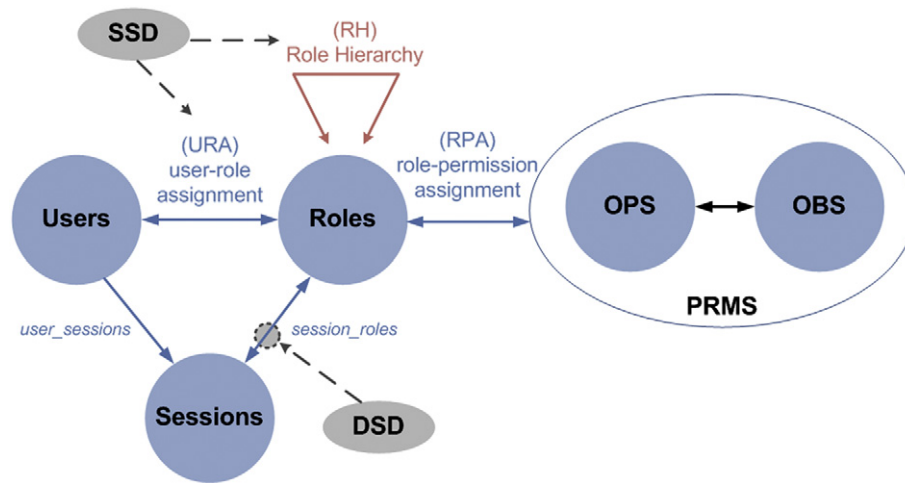 SSD
(RH)
Role Hierarchy
(URA)
user-role
assignment
(RPA)
role-permission
assignment
Users
Roles
OPS
OBS
PRMS
user_sessions
session_roles
Sessions
DSD